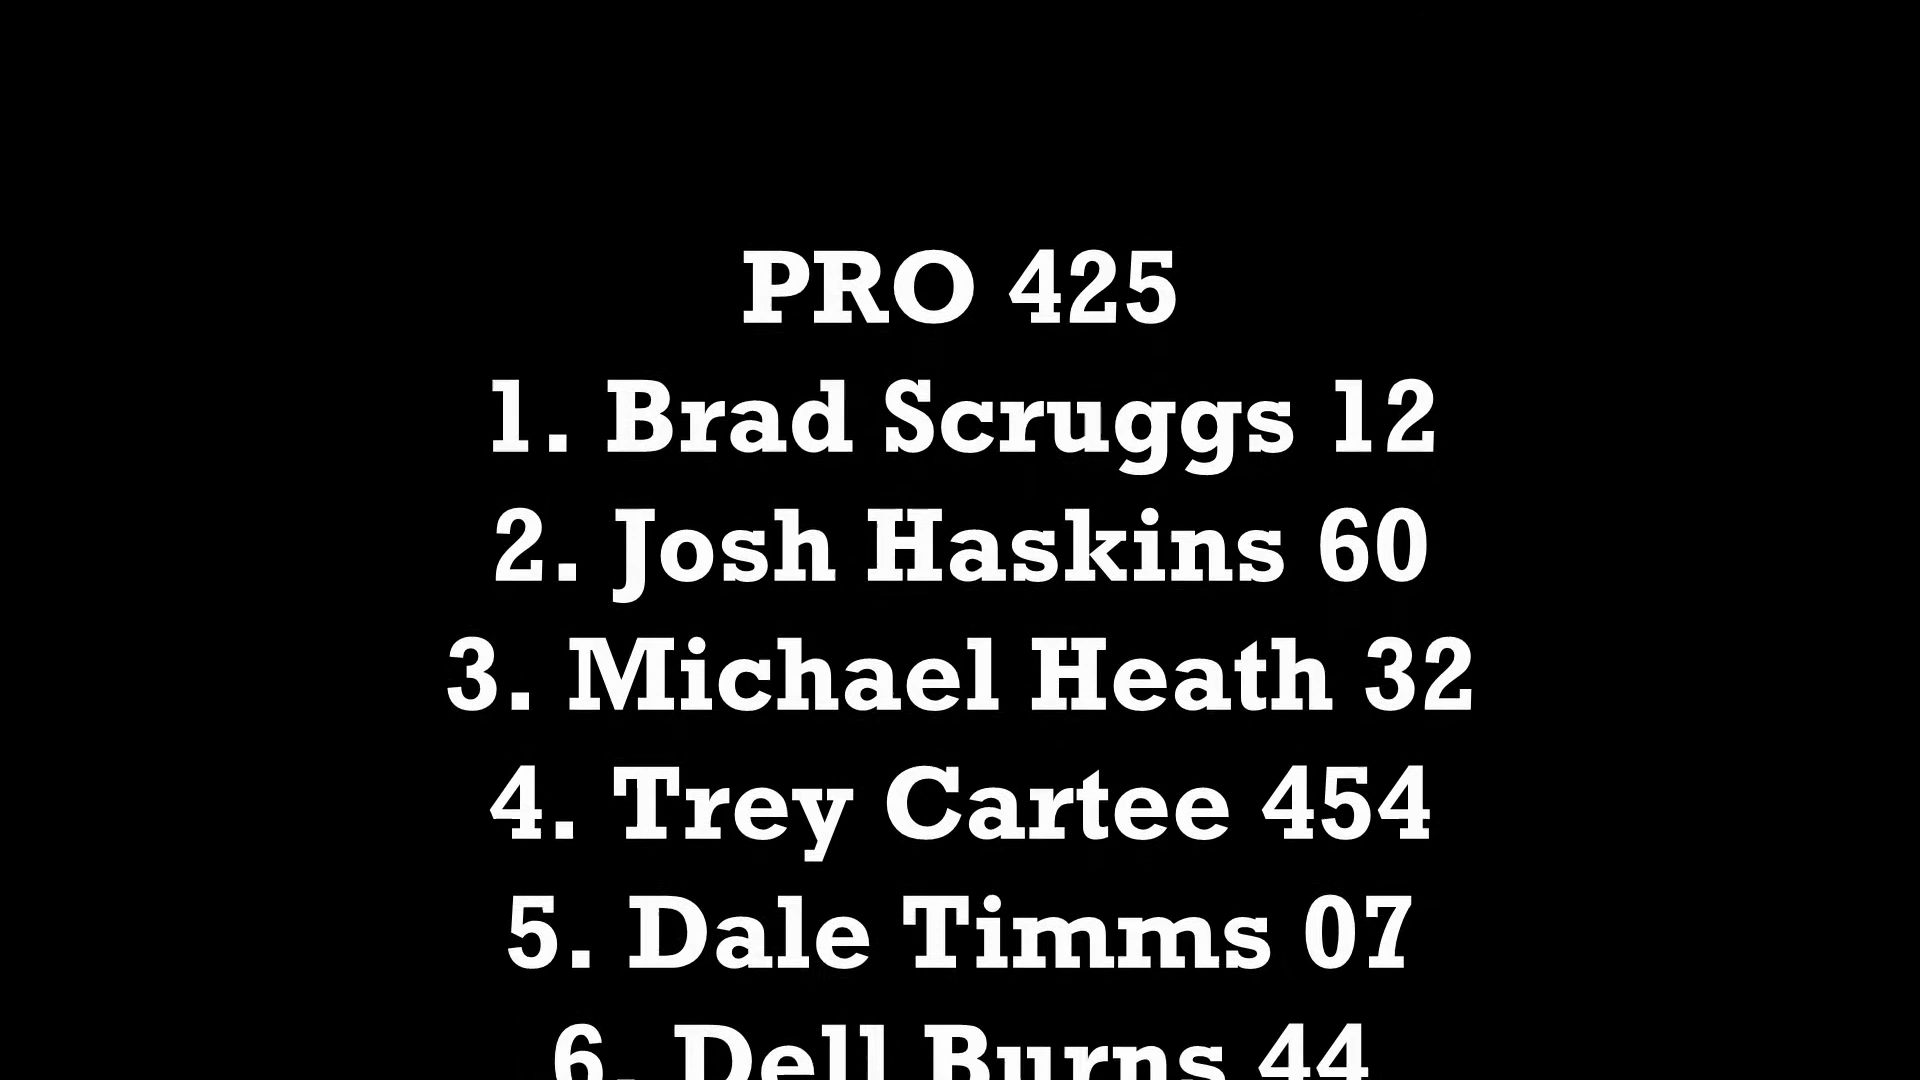 PRO 425
1. Brad Scruggs 12
2. Josh Haskins 60
3. Michael Heath 32
4. Trey Cartee 454
5. Dale Timms 07
6. Dell Burns 44